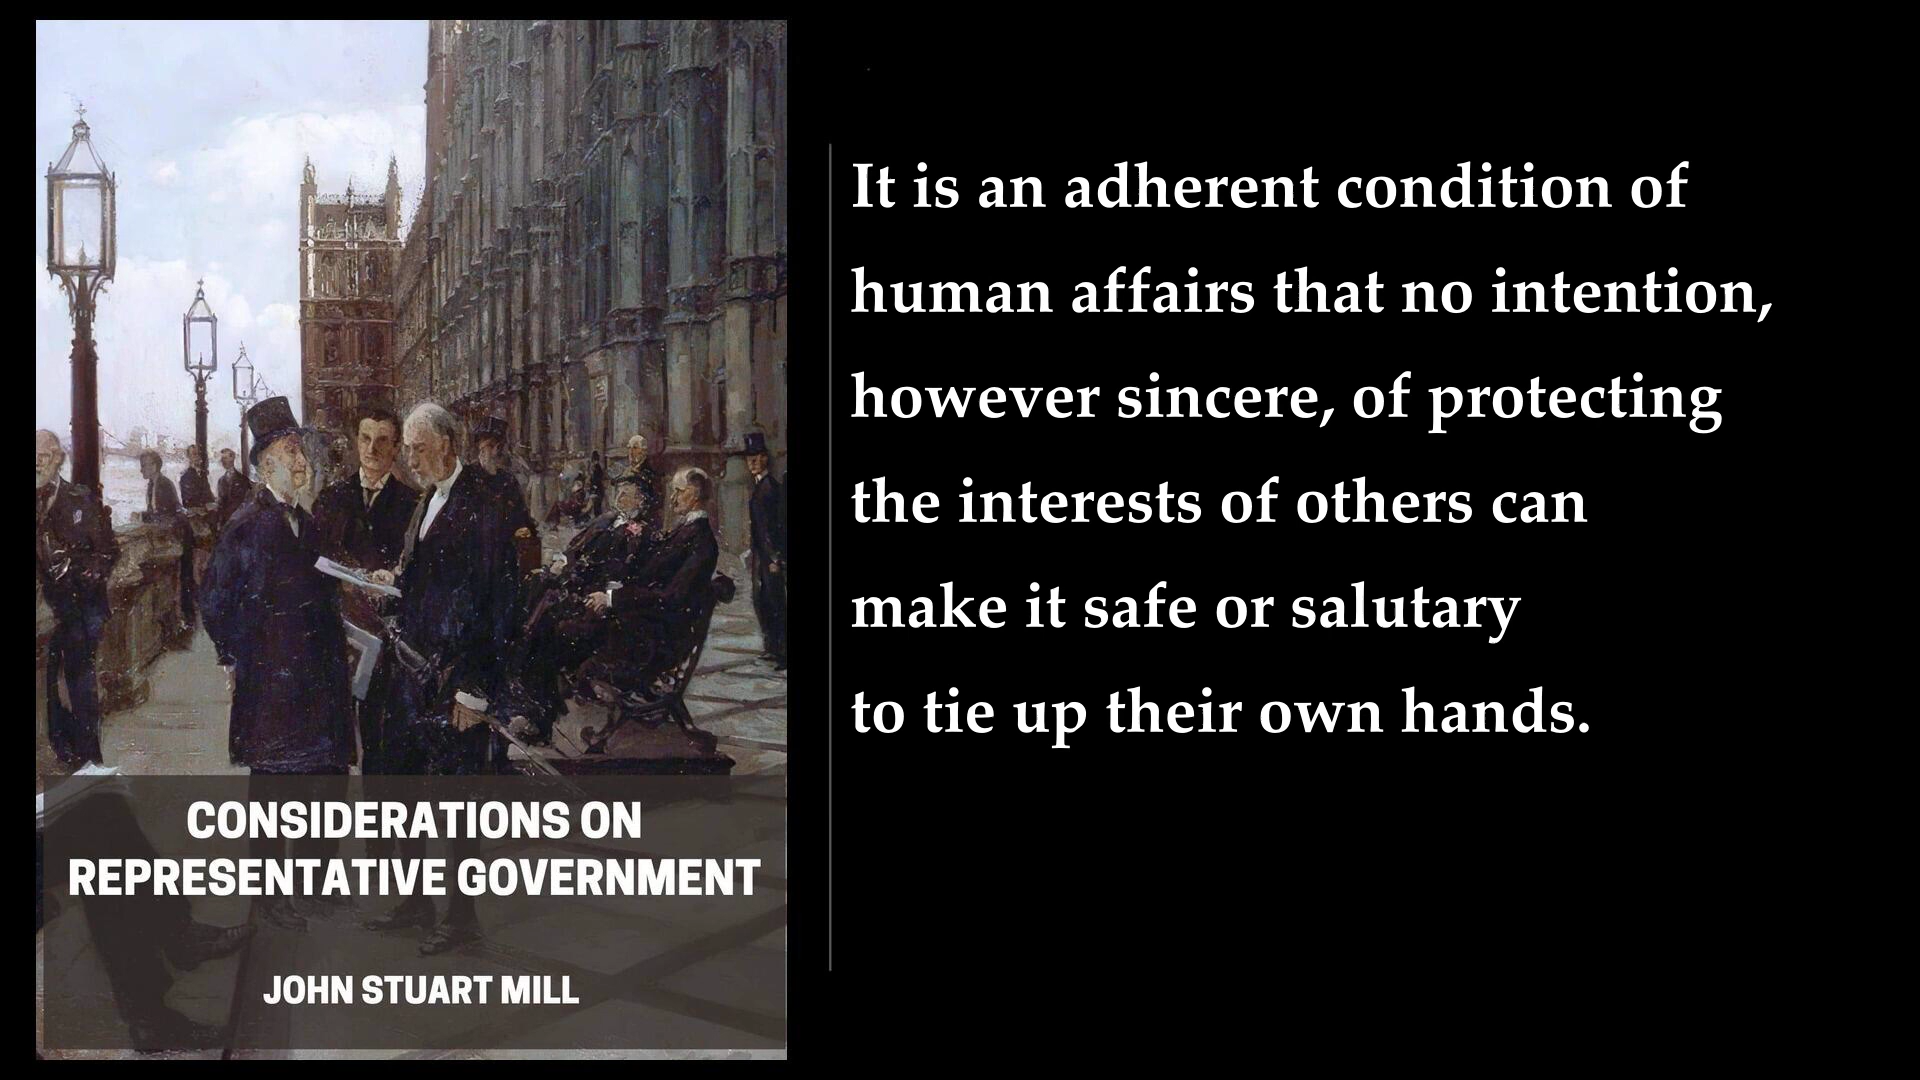 CONSIDERATIONS ON
REPRESENTATIVE GOVERNMENT
JOHN STUART MILL
It is an adherent condition of
human affairs that no intention,
however sincere, of protecting
the interests of others can
make it safe or salutary
to tie up their own hands.